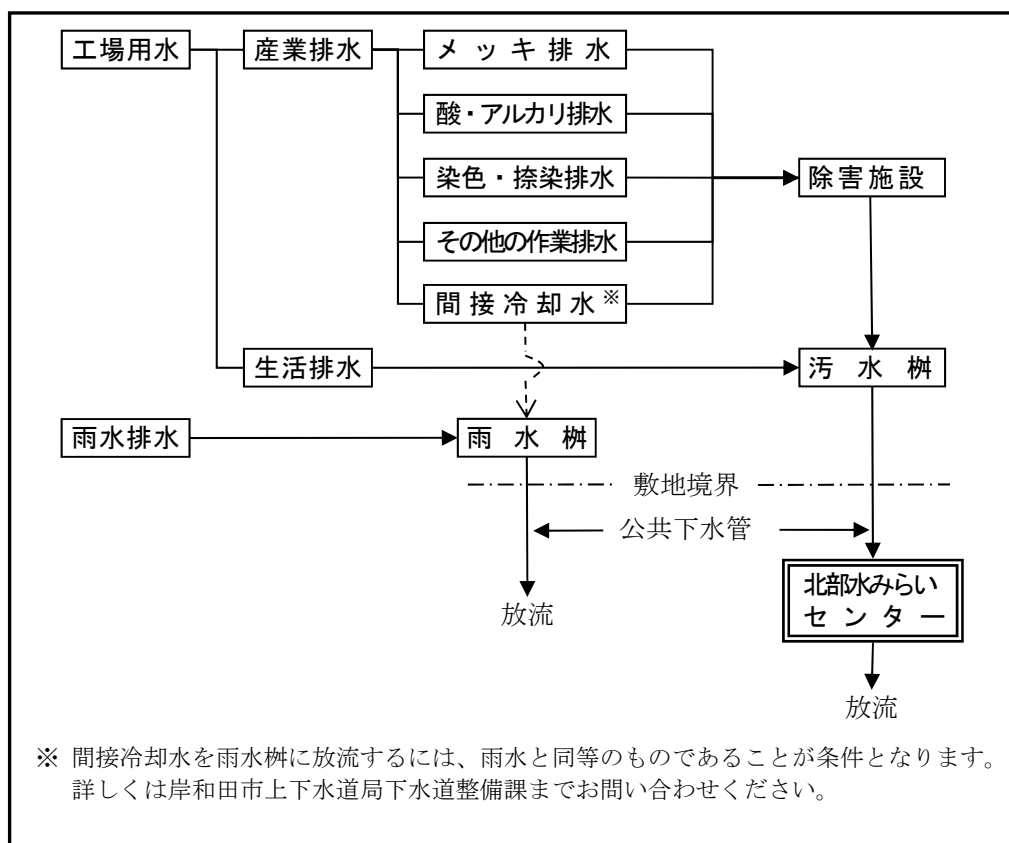 工場用水
産業排水
メッキ排水
酸・アルカリ排水
染色・捺染排水
除害施設
その他の作業排水
間接冷却水※
生活排水
汚水桝
雨水排水
雨水桝
敷地境界
公共下水管
北部水みらい
センター
放流
放流
※ 間接冷却水を雨水桝に放流するには、雨水と同等のものであることが条件となります。
詳しくは岸和田市上下水道局下水道整備課までお問い合わせください。